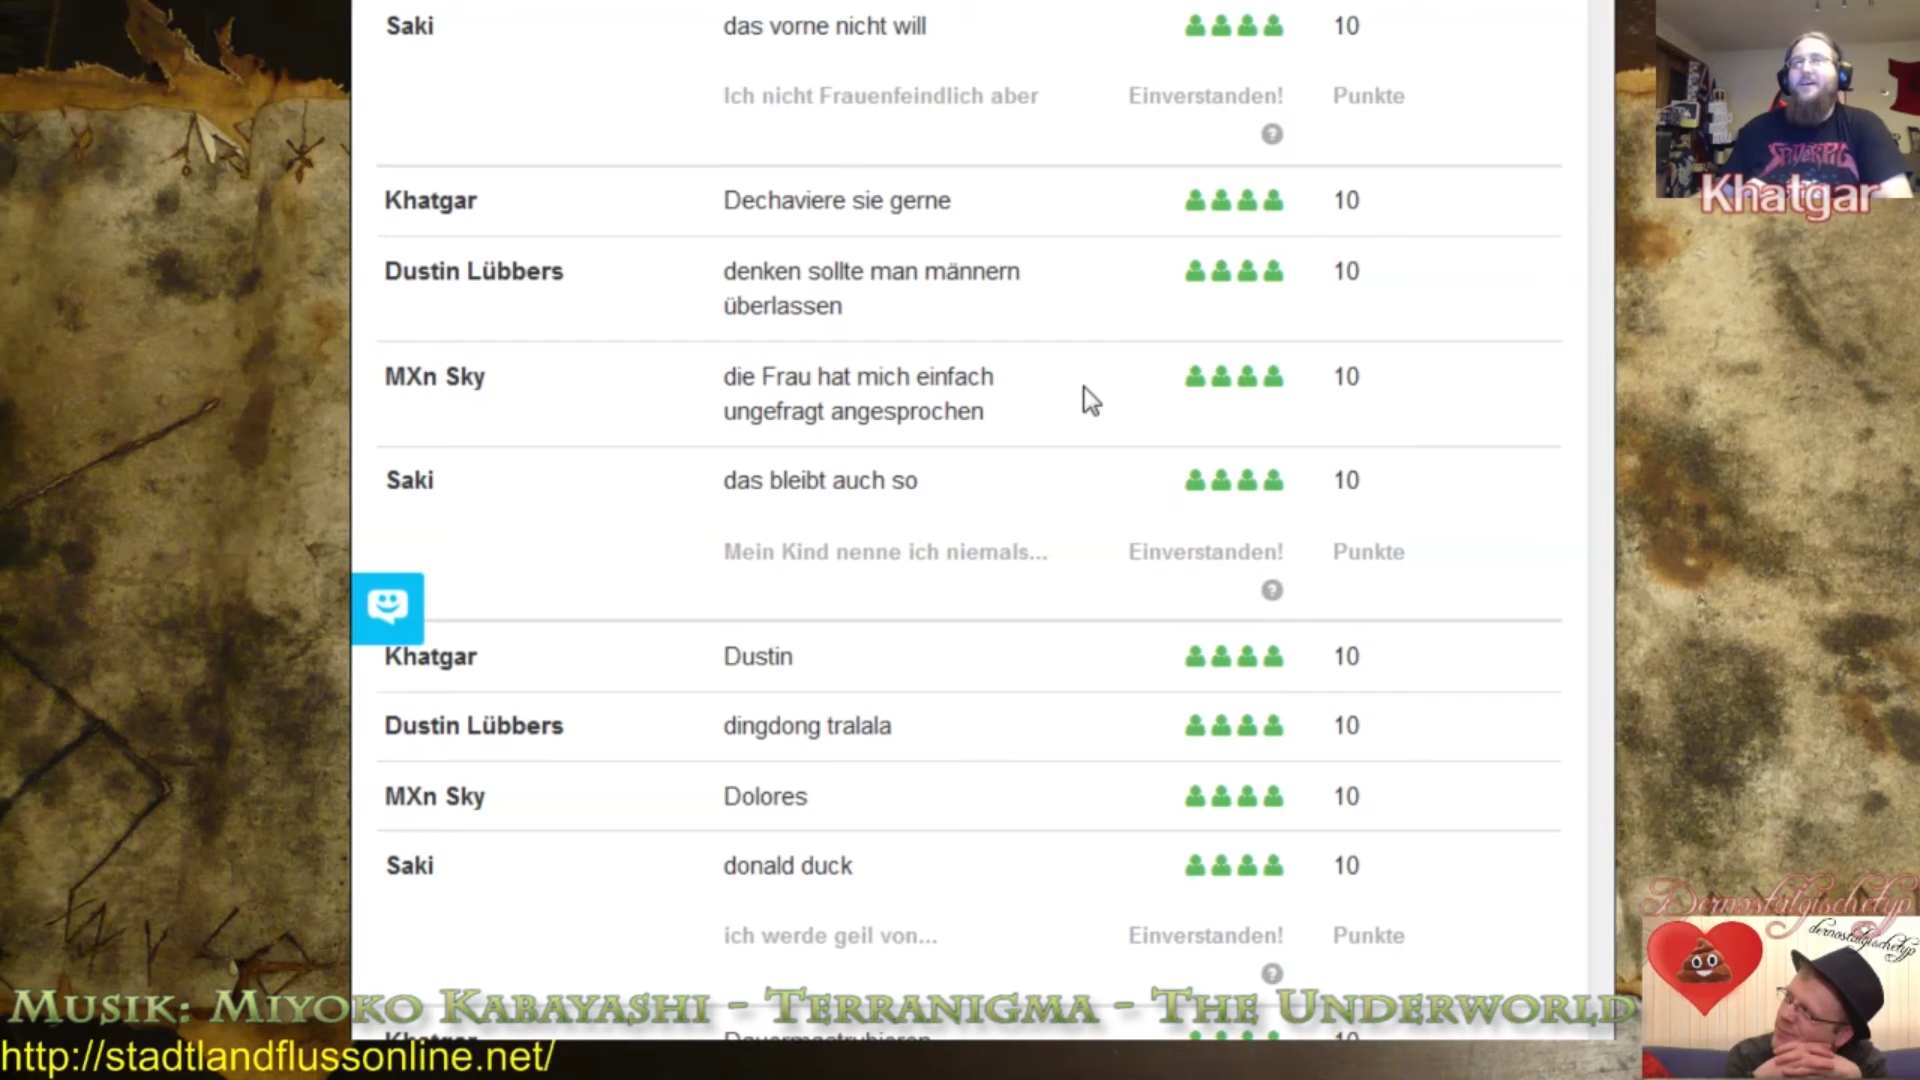 Saki das vorne nicht will 10
Ich nicht Frauenfeindlich aber Einverstanden! Punkte
?
Khatgar Dechaviere sie gerne 10
Dustin Lübbers denken sollte man männern 10
überlassen
MXn Sky die Frau hat mich einfach 10
ungefragt angesprochen
Saki das bleibt auch so 10
Mein Kind nenne ich niemals... Einverstanden! Punkte
?
Khatgar Dustin 10
Dustin Lübbers dingdong tralala 10
MXn Sky Dolores 10
Saki donald duck 10
ich werde geil von... Einverstanden! Punkte
?
Khatgar 10
Khatgar
Dernostalgischetyp
dernostalgischetyp
Musik: Miyoko Kabayashi - Terranigma - The Underworld
http://stadtlandflussonline.net/